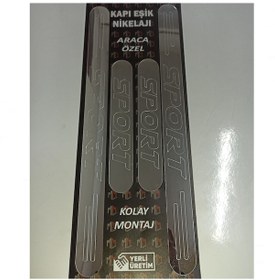 KAPI EŞİK
NİKELAJI
ARACA
ÖZEL
SPORT
SPORT
SPORT
SPORT
KOLAY
MONTAJ
YERLİ
ÜRETİM